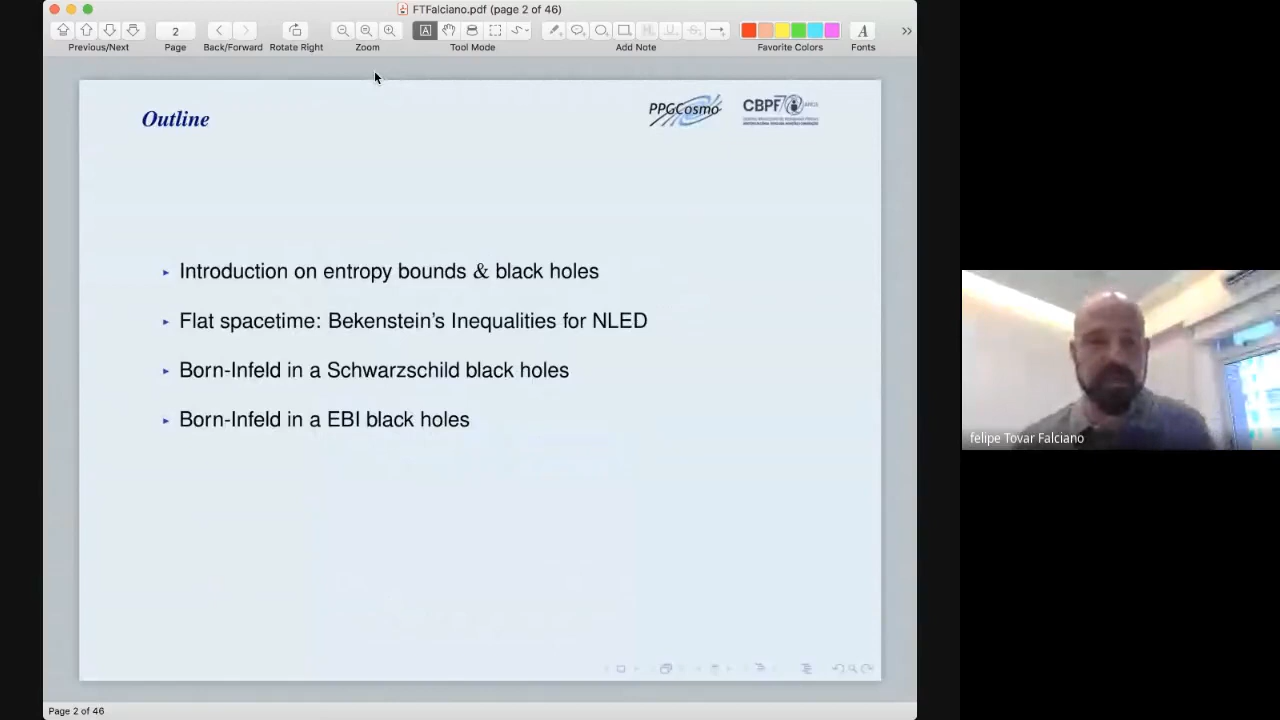 FTFalciano.pdf (page 2 of 46)
2
Previous/Next
Page
Back/Forward
Rotate Right
Zoom
Tool Mode
Add Note
Favorite Colors
Fonts
Outline
PPGCosmo
CBPF
▸ Introduction on entropy bounds & black holes
▸ Flat spacetime: Bekenstein's Inequalities for NLED
▸ Born-Infeld in a Schwarzschild black holes
▸ Born-Infeld in a EBI black holes
felipe Tovar Falciano
Page 2 of 46